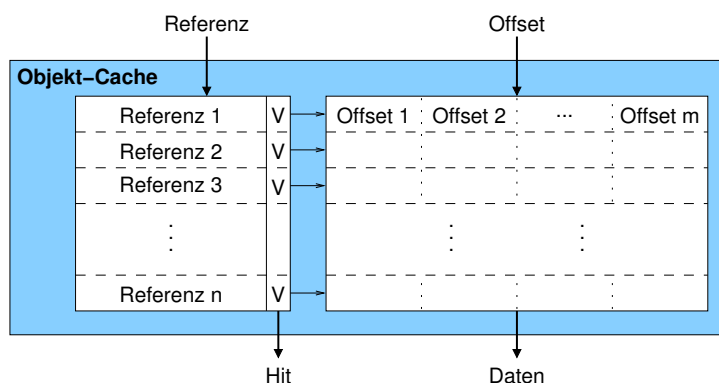 Referenz Offset
Objekt−Cache
Referenz 1 V Offset 1 Offset 2 ... Offset m
Referenz 2 V
Referenz 3 V
Referenz n V
Hit Daten